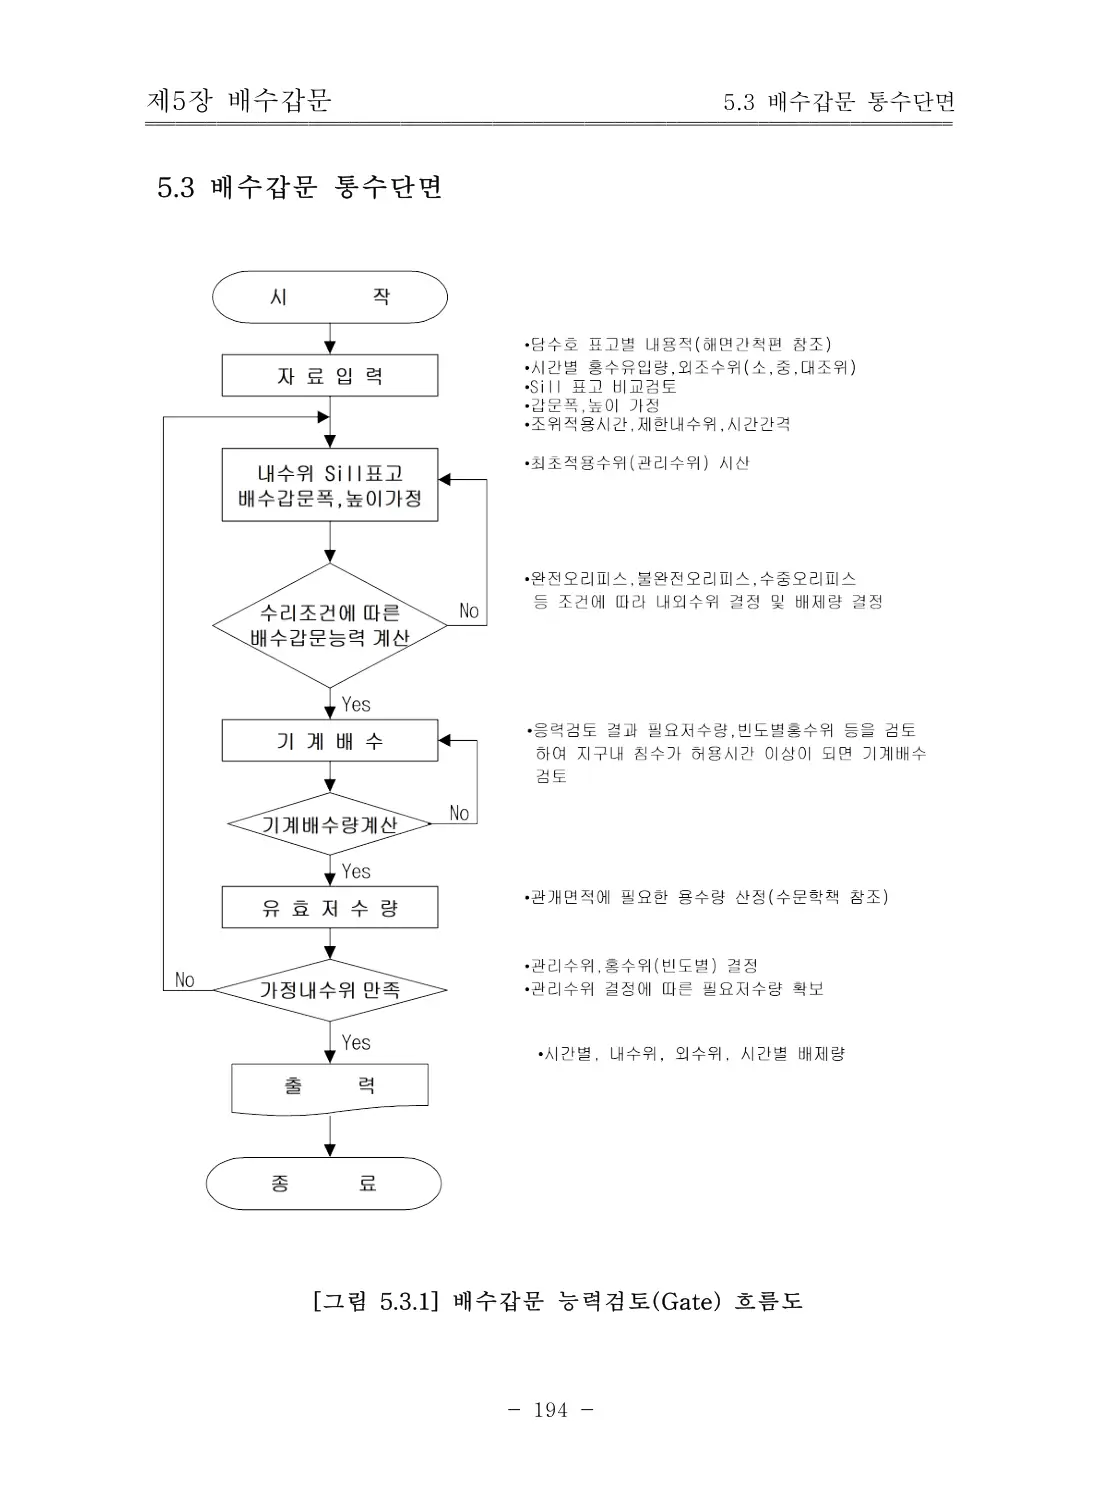 제5장 배수갑문
5.3 배수갑문 통수단면
5.3 배수갑문 통수단면
시 작
•담수호 표고별 내용적(해면간척편 참조)
자 료 입 력
•시간별 홍수유입량,외조수위(소,중,대조위)
•Sill 표고 비교검토
•갑문폭,높이 가정
•조위적용시간,제한내수위,시간간격
내수위 Sill표고
배수갑문폭,높이가정
•최초적용수위(관리수위) 시산
수리조건에 따른
배수갑문능력 계산
No
•완전오리피스,불완전오리피스,수중오리피스
등 조건에 따라 내외수위 결정 및 배제량 결정
Yes
기 계 배 수
•응력검토 결과 필요저수량,빈도별홍수위 등을 검토
하여 지구내 침수가 허용시간 이상이 되면 기계배수
검토
기계배수량계산
No
Yes
유 효 저 수 량
•관개면적에 필요한 용수량 산정(수문학책 참조)
No
가정내수위 만족
•관리수위,홍수위(빈도별) 결정
•관리수위 결정에 따른 필요저수량 확보
Yes
•시간별, 내수위, 외수위, 시간별 배제량
출 력
종 료
[그림 5.3.1] 배수갑문 능력검토(Gate) 흐름도
- 194 -